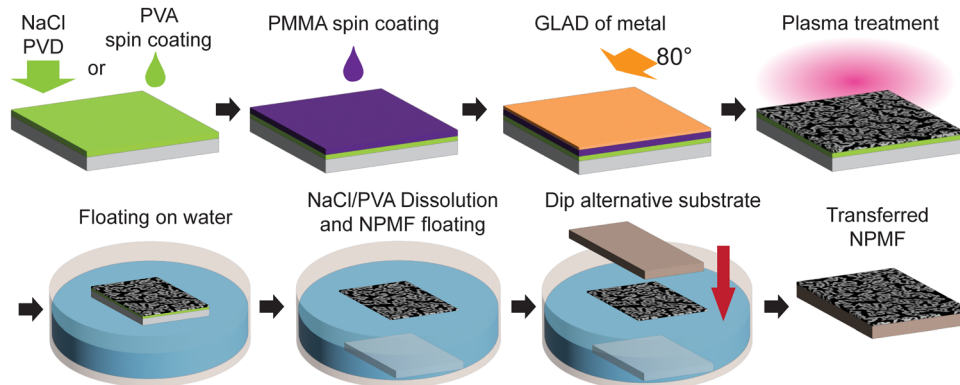 NaCl
PVD
or
PVA
spin coating
PMMA spin coating
GLAD of metal
80°
Plasma treatment
Floating on water
NaCl/PVA Dissolution
and NPMF floating
Dip alternative substrate
Transferred
NPMF